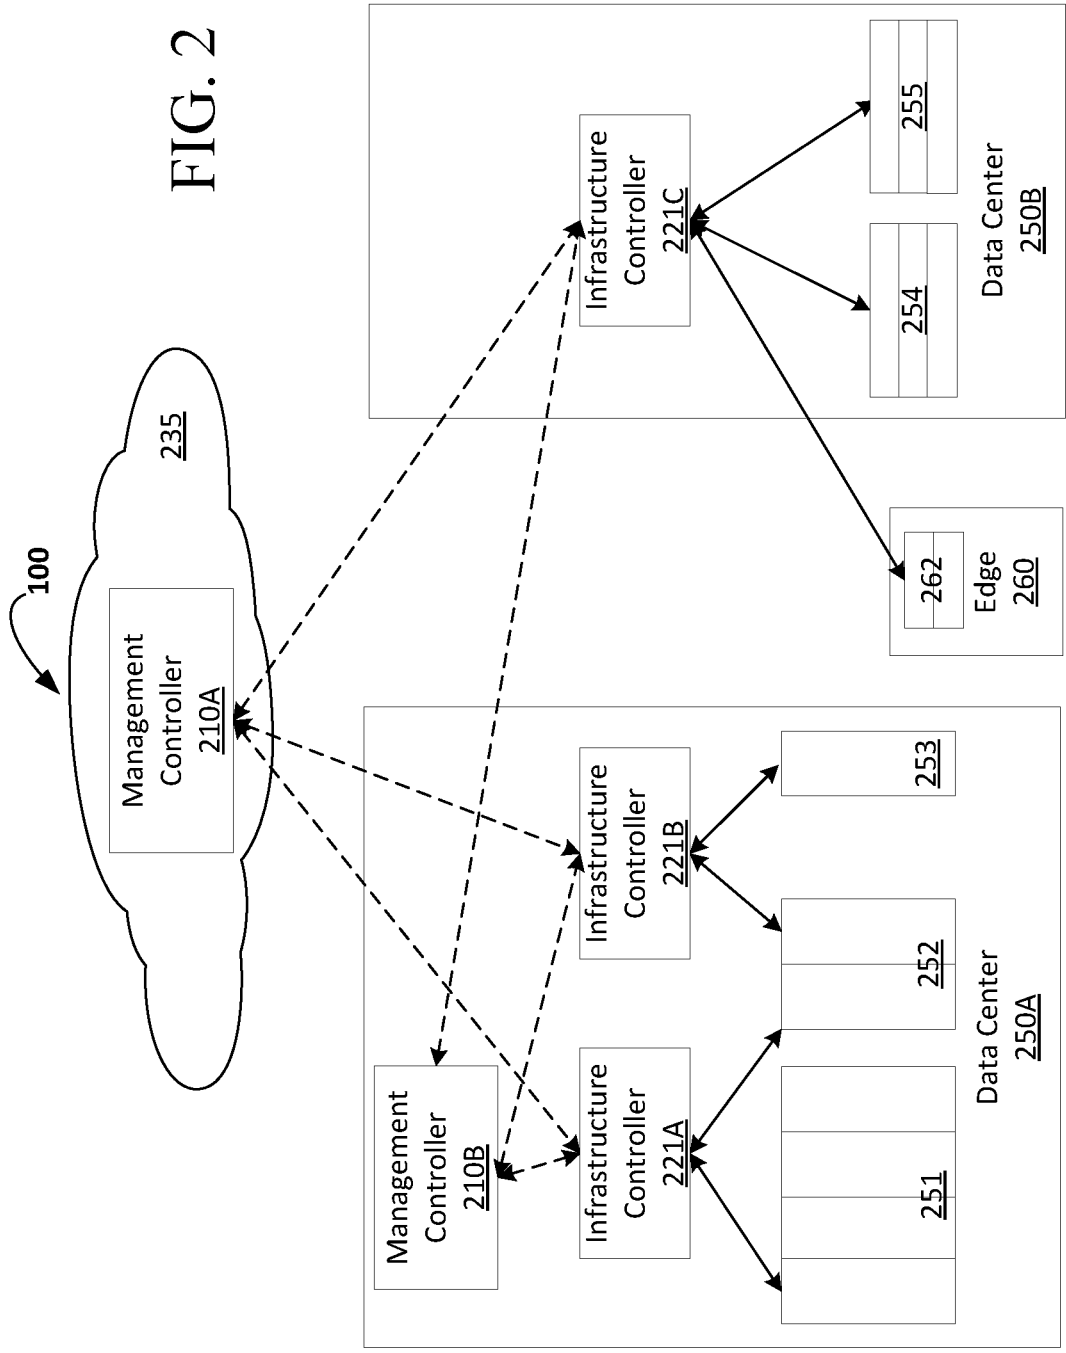 100
Management
Controller
210A
235
FIG. 2
Management
Controller
210B
Infrastructure
Controller
221A
Infrastructure
Controller
221B
Infrastructure
Controller
221C
251
252
253
Data Center
250A
262
Edge
260
254
255
Data Center
250B